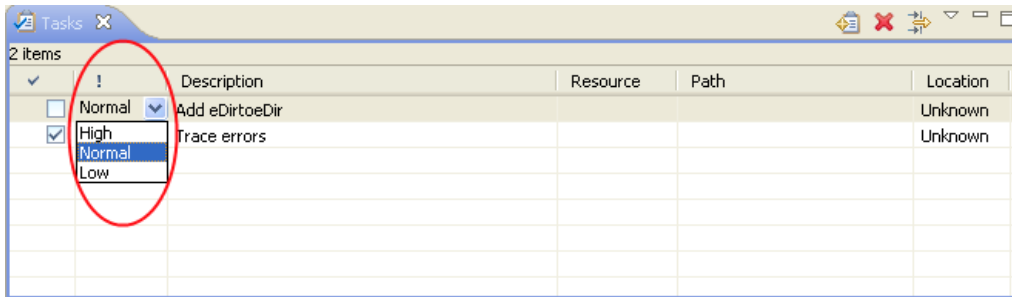 Tasks
2 items
! Description Resource Path Location
Normal Add eDirtoeDir Unknown
High Trace errors Unknown
Normal
Low